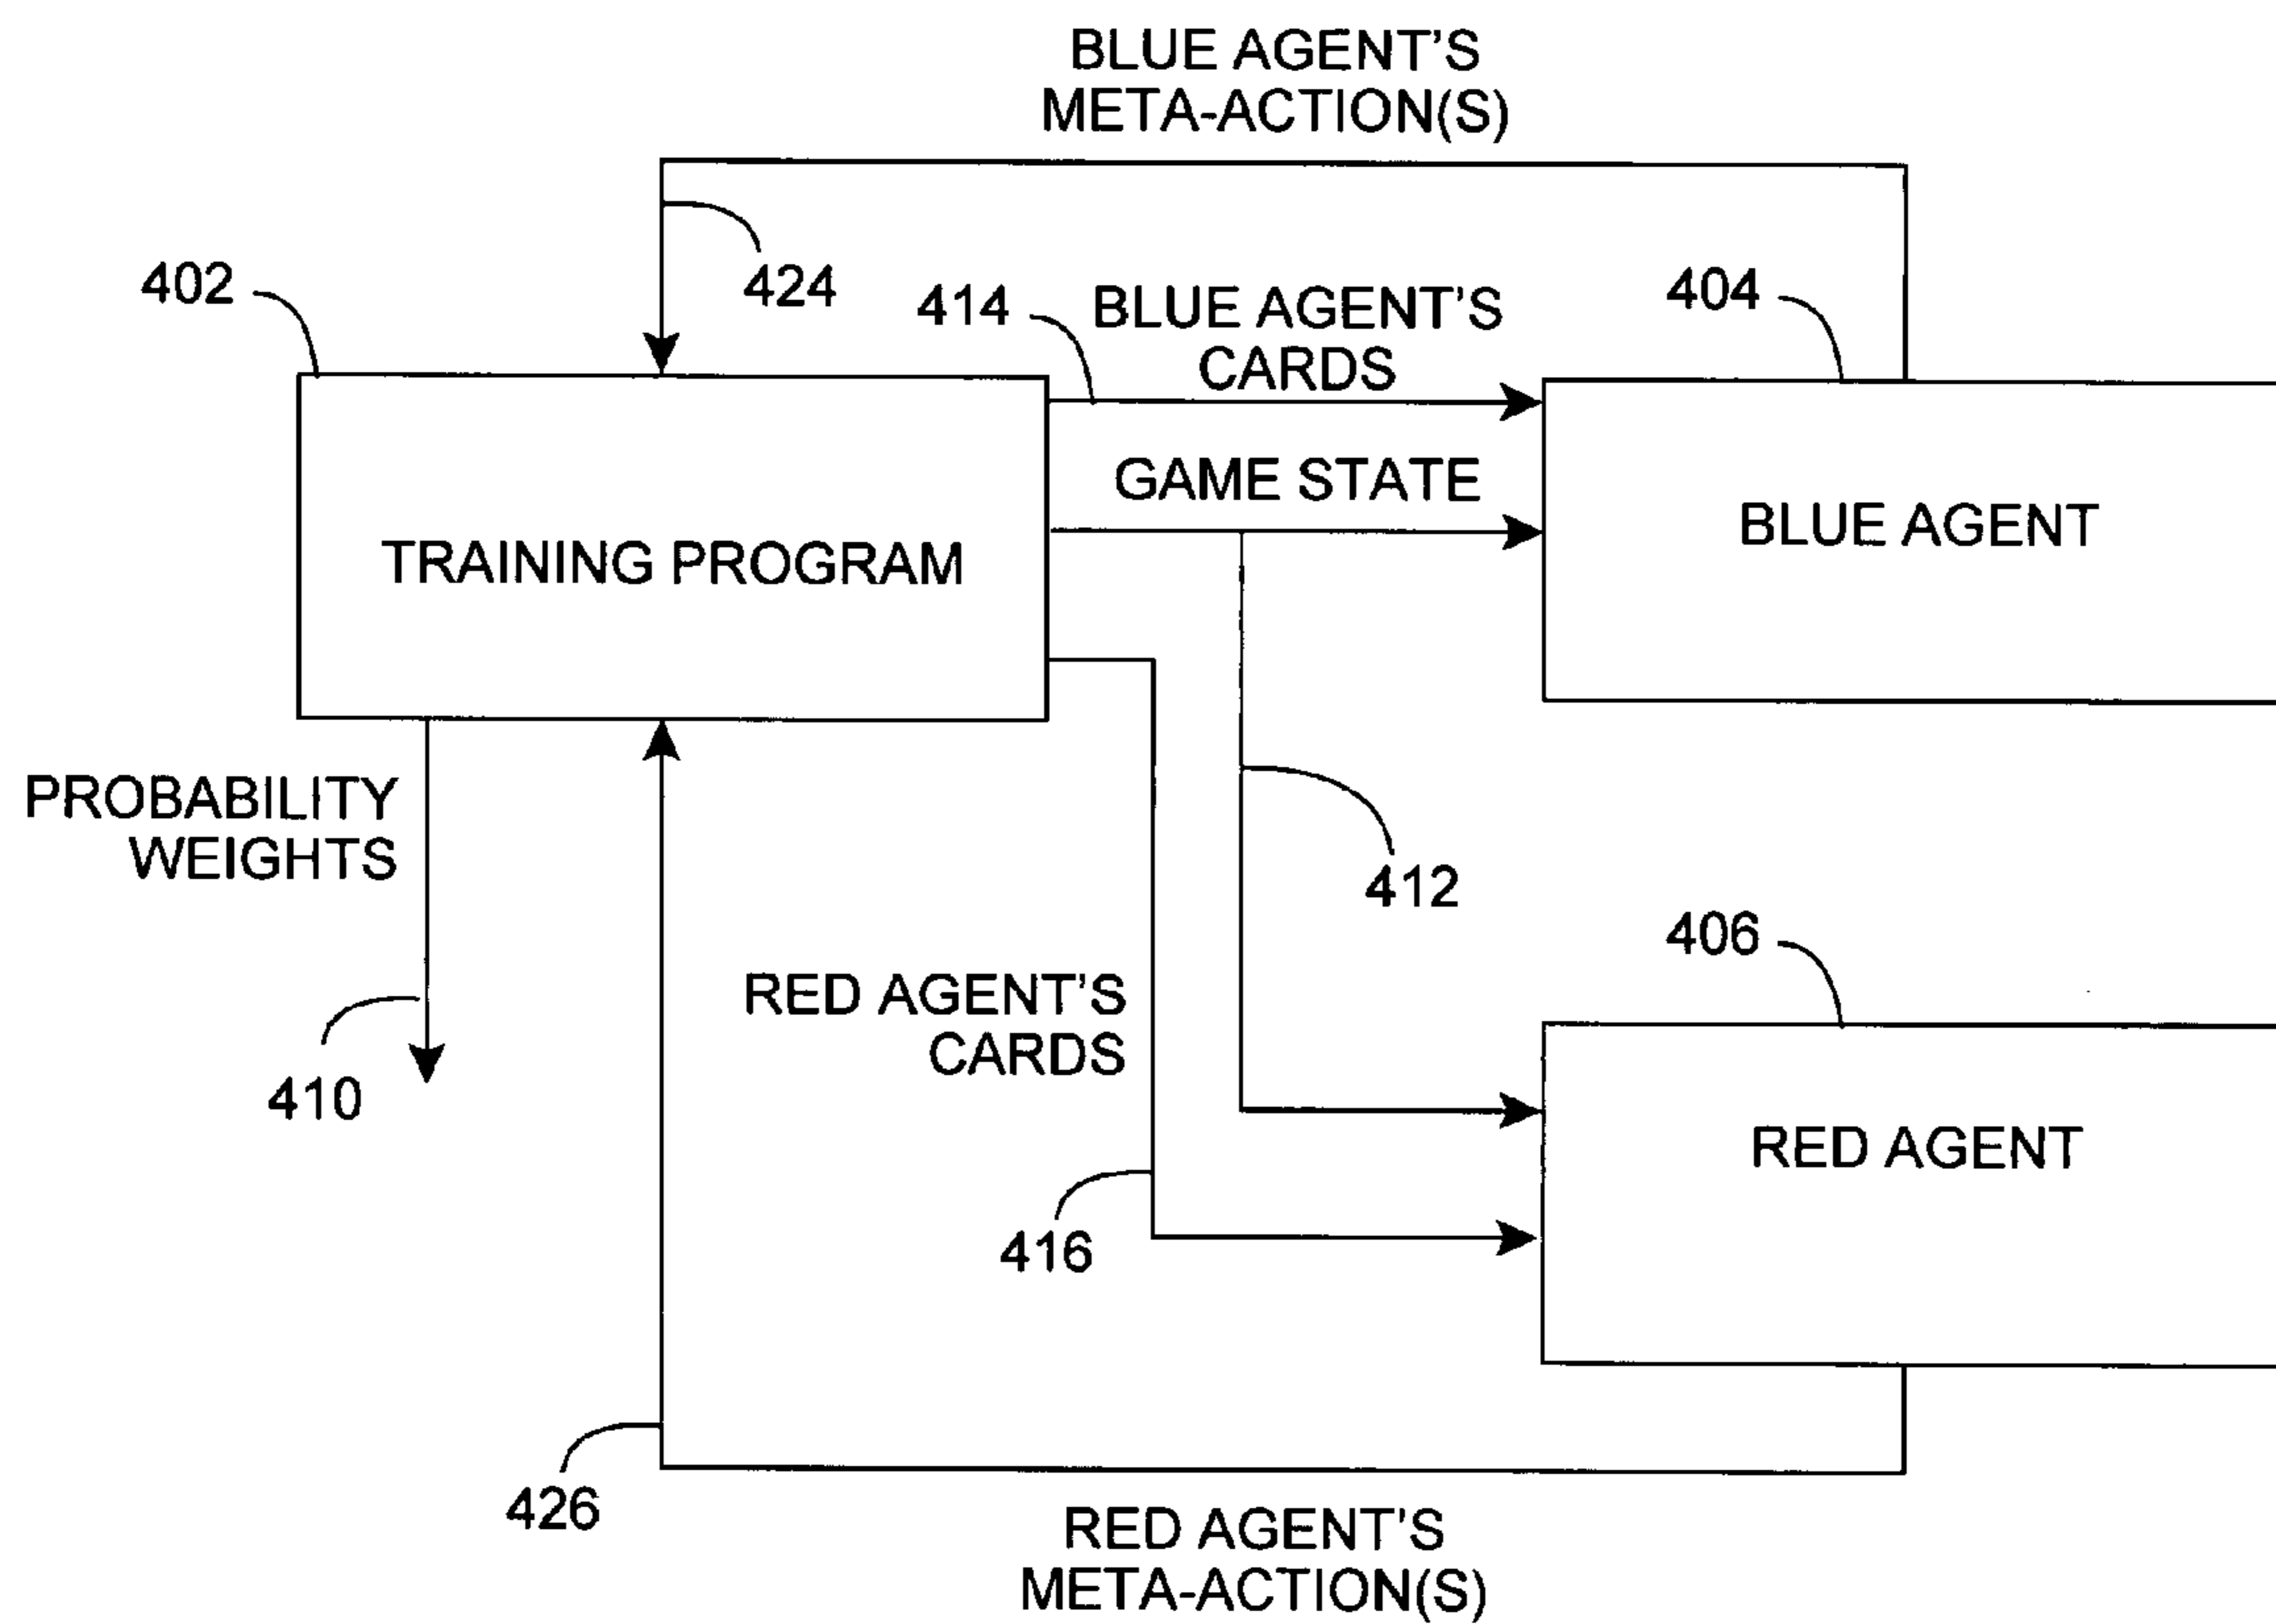 BLUE AGENT'S
META-ACTION(S)
424
402
414
BLUE AGENT'S
CARDS
404
GAME STATE
TRAINING PROGRAM
BLUE AGENT
PROBABILITY
WEIGHTS
410
412
RED AGENT'S
CARDS
406
416
RED AGENT
426
RED AGENT'S
META-ACTION(S)